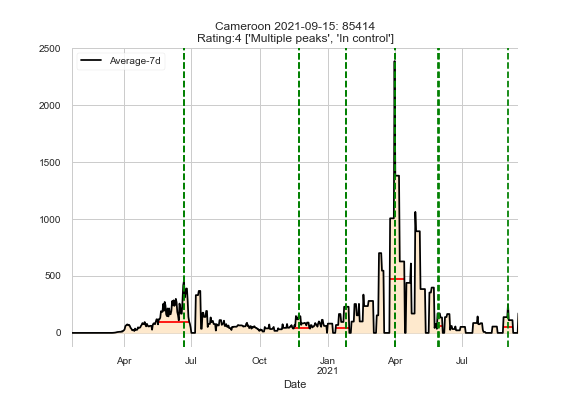 Cameroon 2021-09-15: 85414
Rating:4 ['Multiple peaks', 'In control']
2500
Average-7d
2000
1500
1000
500
0
Apr Jul Oct Jan Apr Jul
2021
Date